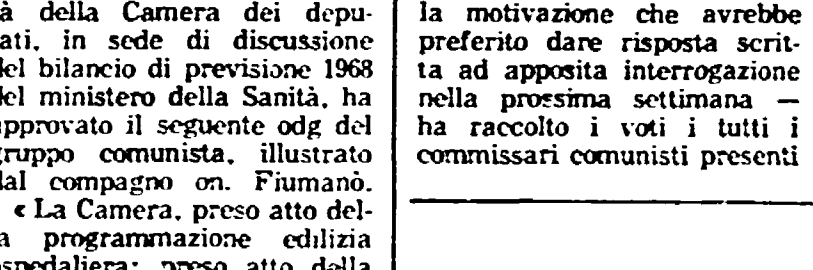 à della Camera dei depu-
ati, in sede di discussione
del bilancio di previsione 1968
del ministero della Sanità, ha
approvato il seguente odg del
gruppo comunista, illustrato
dal compagno on. Fiumanò.
« La Camera, preso atto del-
a programmazione edilizia
ospedaliera; preso atto della
la motivazione che avrebbe
preferito dare risposta scrit-
ta ad apposita interrogazione
nella prossima settimana —
ha raccolto i voti i tutti i
commissari comunisti presenti